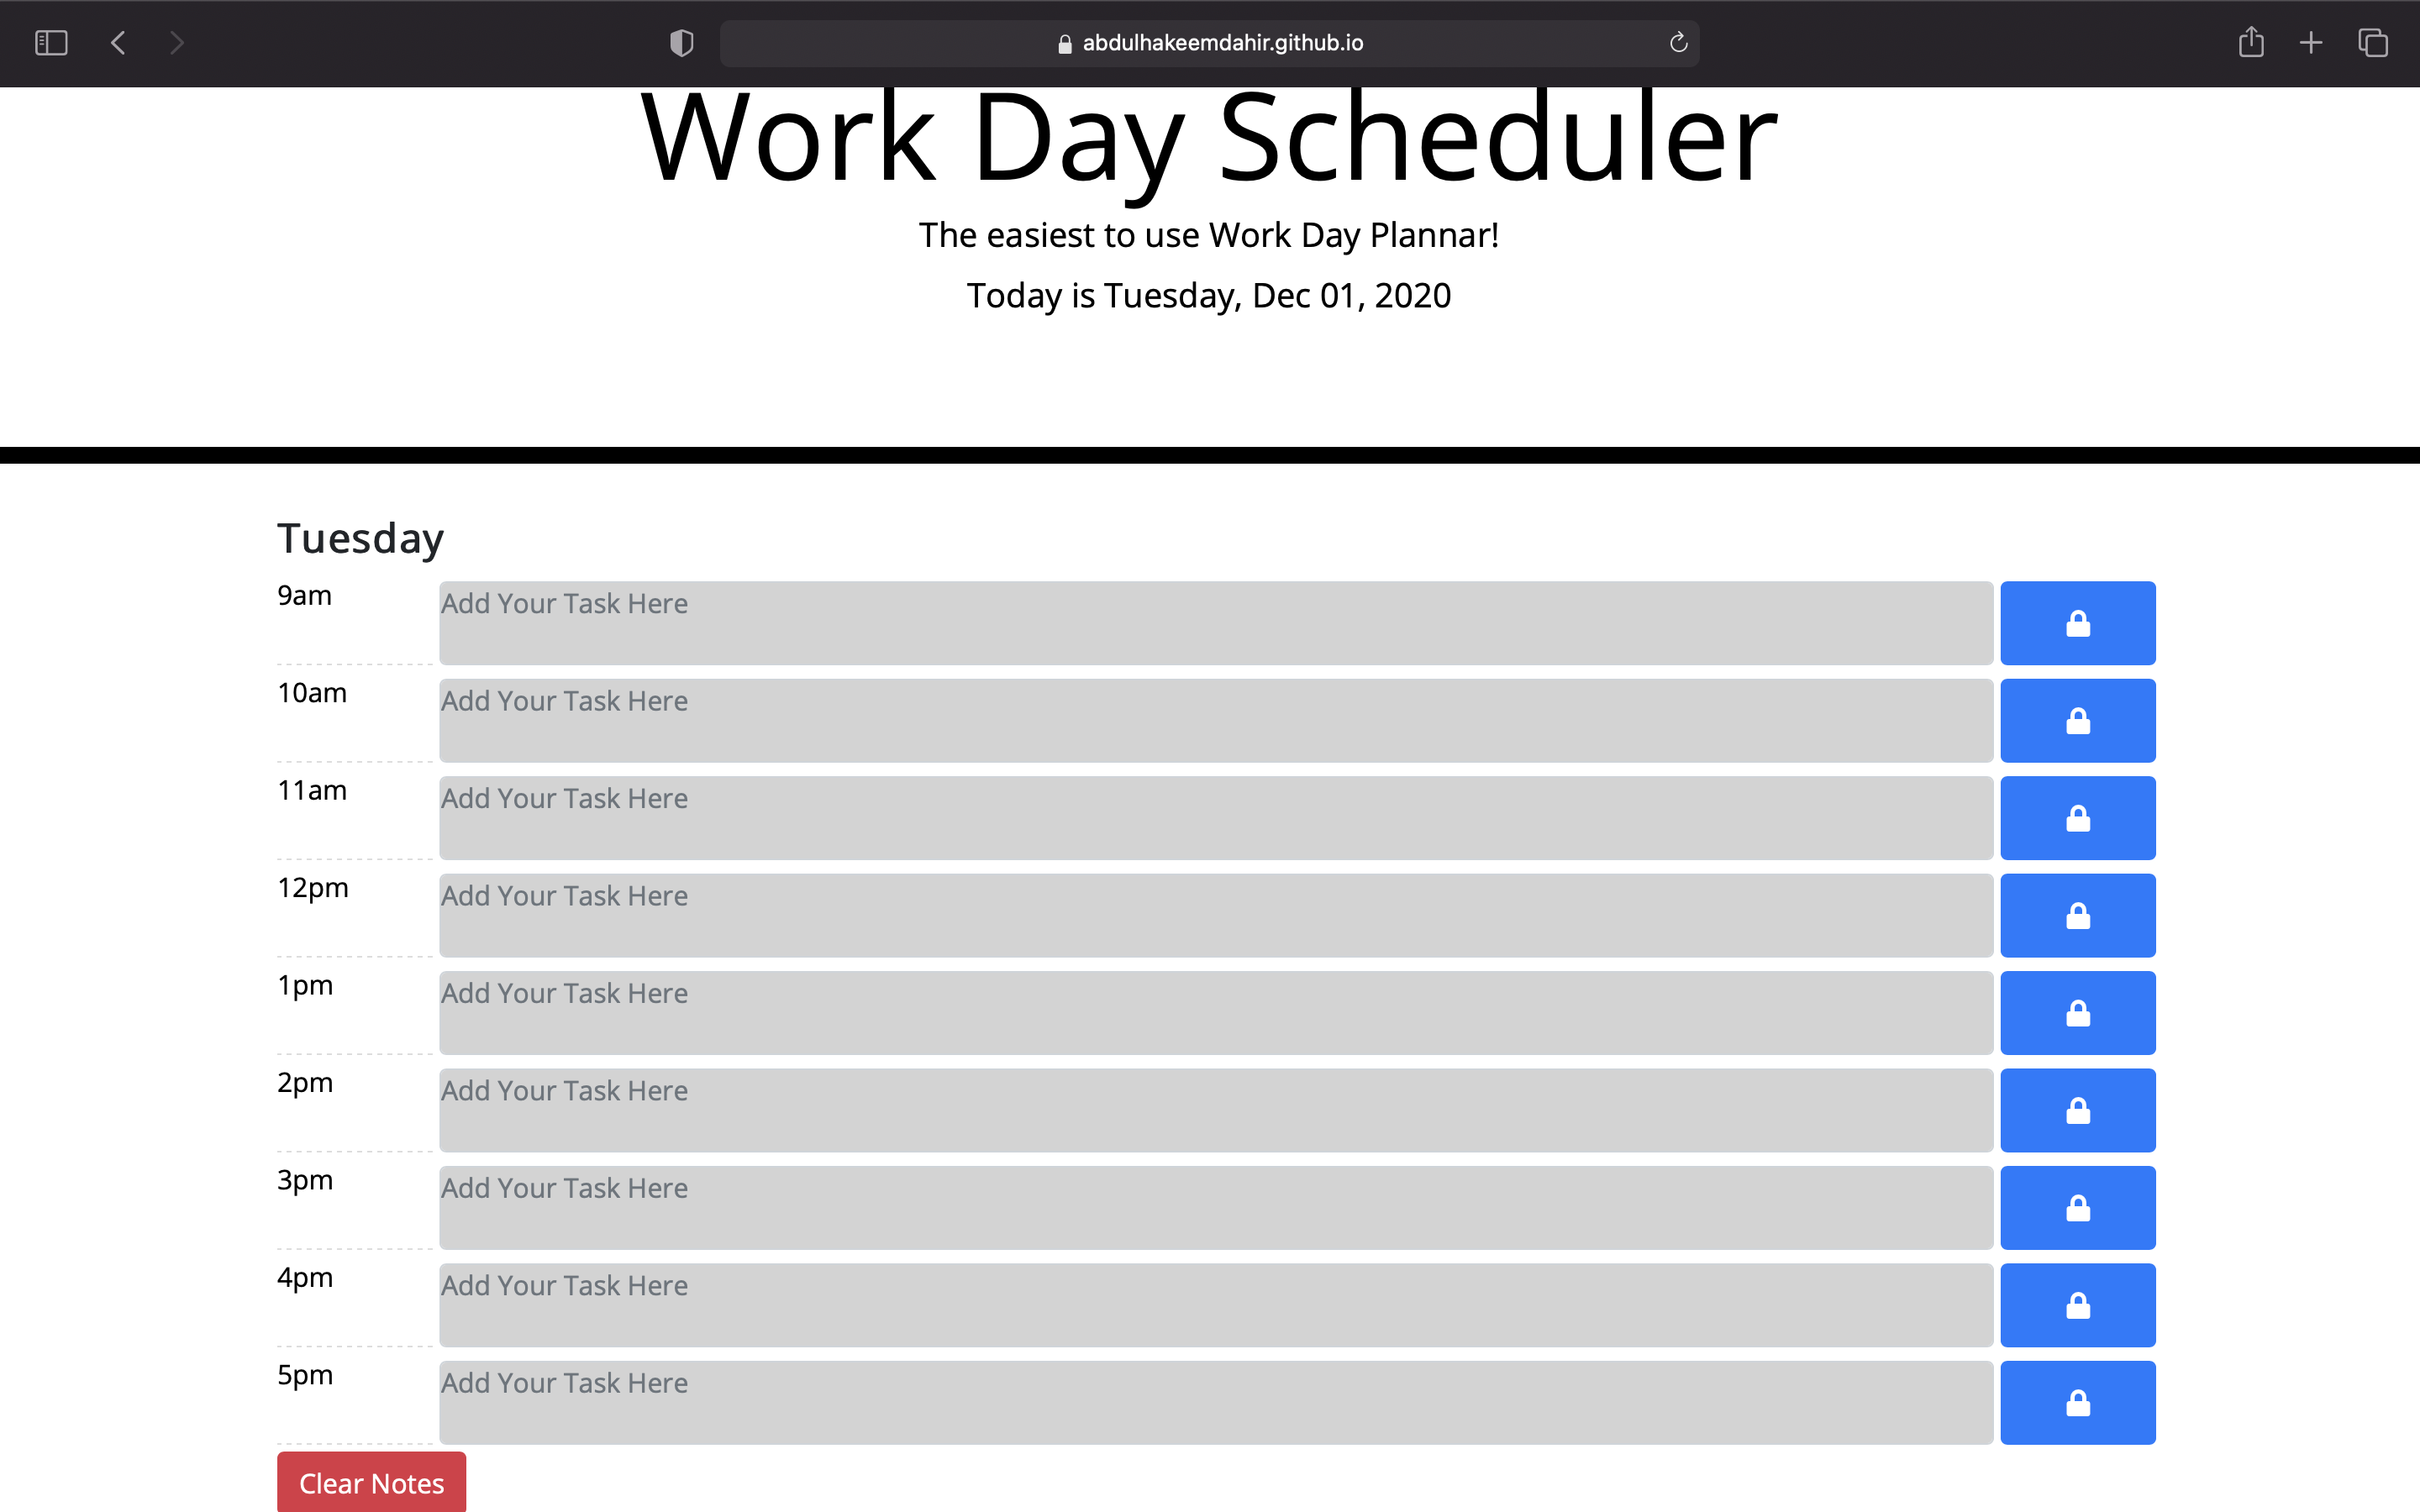 abdulhakeemdahir.github.io
Work Day Scheduler
The easiest to use Work Day Plannar!
Today is Tuesday, Dec 01, 2020
Tuesday
9am Add Your Task Here
10am Add Your Task Here
11am Add Your Task Here
12pm Add Your Task Here
1pm Add Your Task Here
2pm Add Your Task Here
3pm Add Your Task Here
4pm Add Your Task Here
5pm Add Your Task Here
Clear Notes